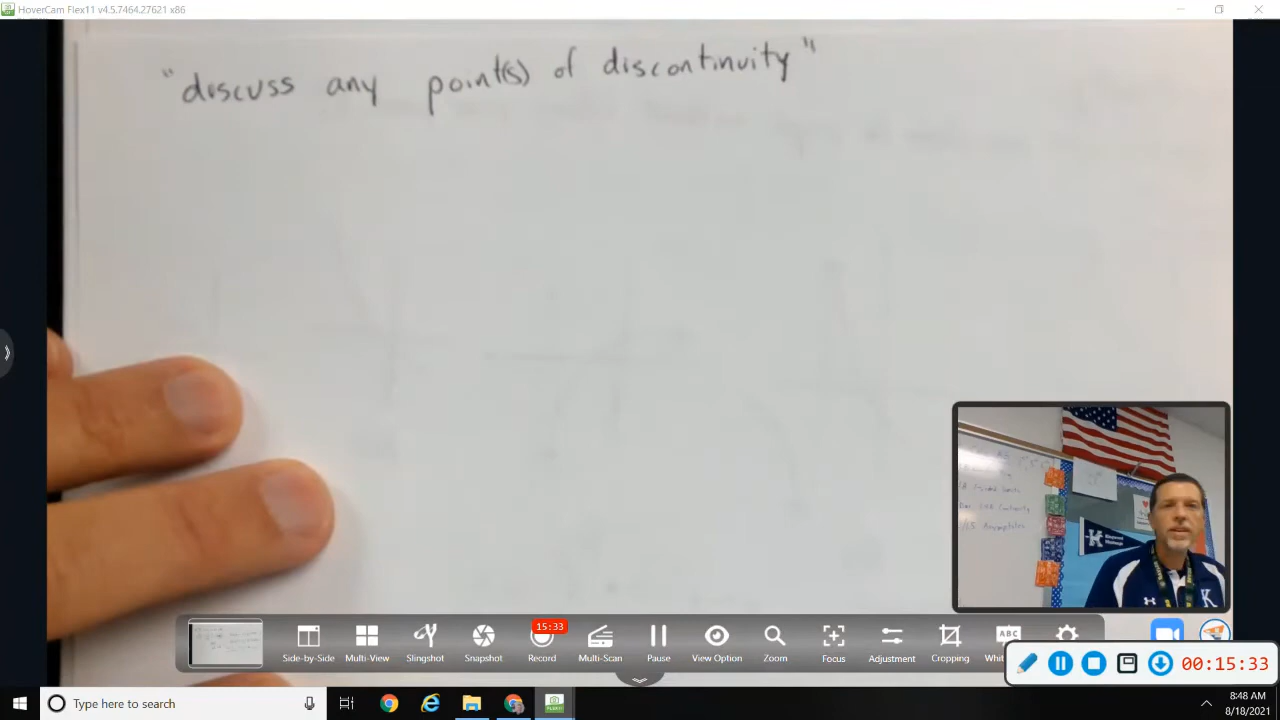 HoverCam Flex11 v4.5.7464.27621 x86
"discuss any point(s) of discontinuity"
K
15:33
Side-by-Side
Multi-View
Slingshot
Snapshot
Record
Multi-Scan
Pause
View Option
Zoom
Focus
Adjustment
Cropping
ABC
00:15:33
Type here to search
8:48 AM
8/18/2021